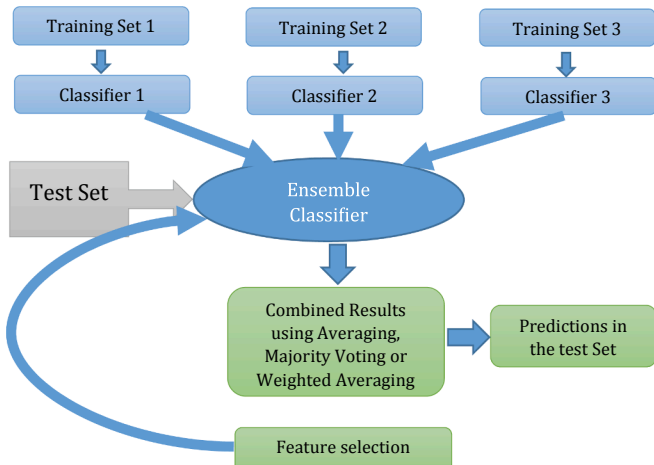 Training Set 1
Training Set 2
Training Set 3
Classifier 1
Classifier 2
Classifier 3
Test Set
Ensemble
Classifier
Combined Results
using Averaging,
Majority Voting or
Weighted Averaging
Predictions in
the test Set
Feature selection